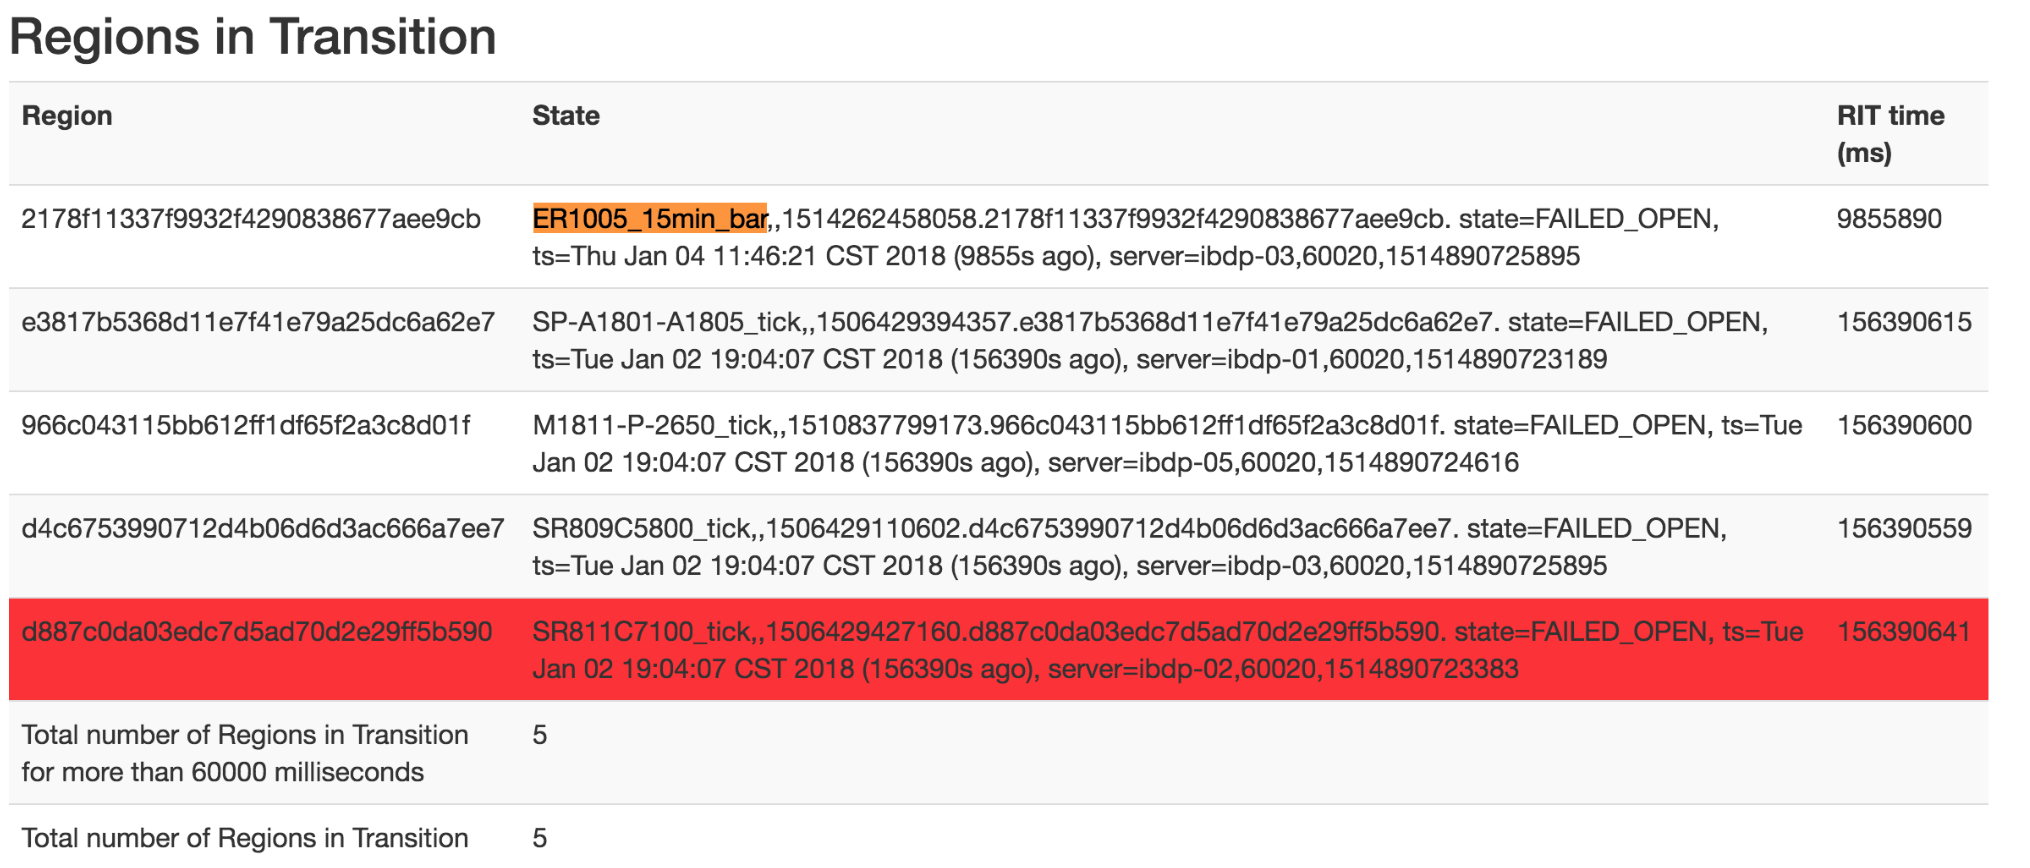 Regions in Transition
Region State RIT time
(ms)
2178f11337f9932f4290838677aee9cb ER1005_15min_bar,,1514262458058.2178f11337f9932f4290838677aee9cb. state=FAILED_OPEN, 9855890
ts=Thu Jan 04 11:46:21 CST 2018 (9855s ago), server=ibdp-03,60020,1514890725895
e3817b5368d11e7f41e79a25dc6a62e7 SP-A1801-A1805_tick,,1506429394357.e3817b5368d11e7f41e79a25dc6a62e7. state=FAILED_OPEN, 156390615
ts=Tue Jan 02 19:04:07 CST 2018 (156390s ago), server=ibdp-01,60020,1514890723189
966c043115bb612ff1df65f2a3c8d01f M1811-P-2650_tick,,1510837799173.966c043115bb612ff1df65f2a3c8d01f. state=FAILED_OPEN, ts=Tue 156390600
Jan 02 19:04:07 CST 2018 (156390s ago), server=ibdp-05,60020,1514890724616
d4c6753990712d4b06d6d3ac666a7ee7 SR809C5800_tick,,1506429110602.d4c6753990712d4b06d6d3ac666a7ee7. state=FAILED_OPEN, 156390559
ts=Tue Jan 02 19:04:07 CST 2018 (156390s ago), server=ibdp-03,60020,1514890725895
d887c0da03edc7d5ad70d2e29ff5b590 SR811C7100_tick,,1506429427160.d887c0da03edc7d5ad70d2e29ff5b590. state=FAILED_OPEN, ts=Tue 156390641
Jan 02 19:04:07 CST 2018 (156390s ago), server=ibdp-02,60020,1514890723383
Total number of Regions in Transition 5
for more than 60000 milliseconds
Total number of Regions in Transition 5